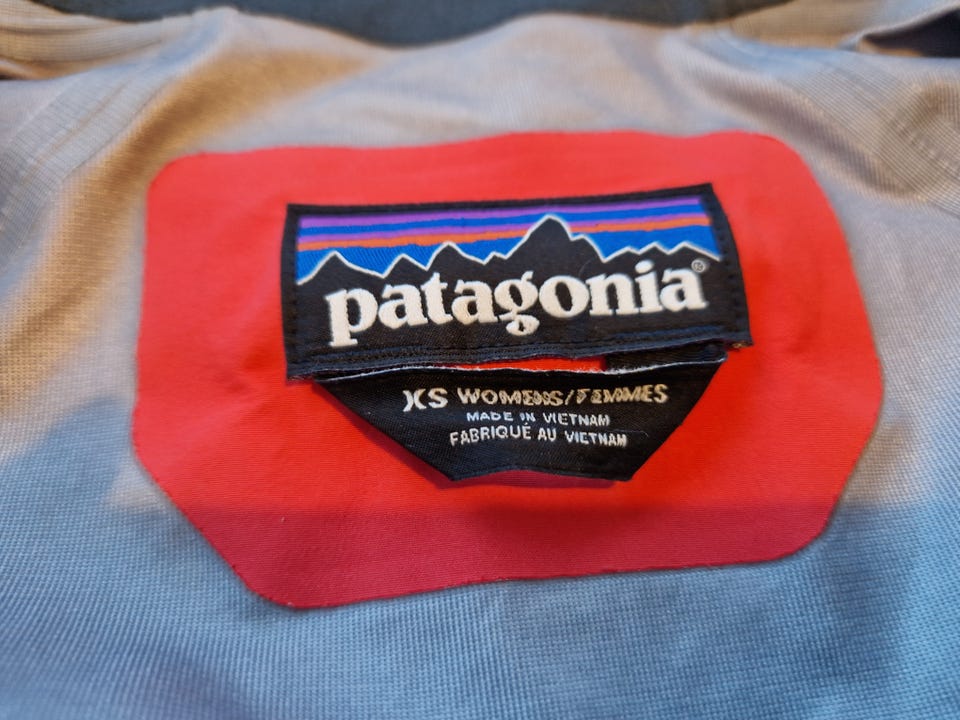 patagonia®
XS WOMENS/FEMMES
MADE IN VIETNAM
FABRIQUÉ AU VIETNAM